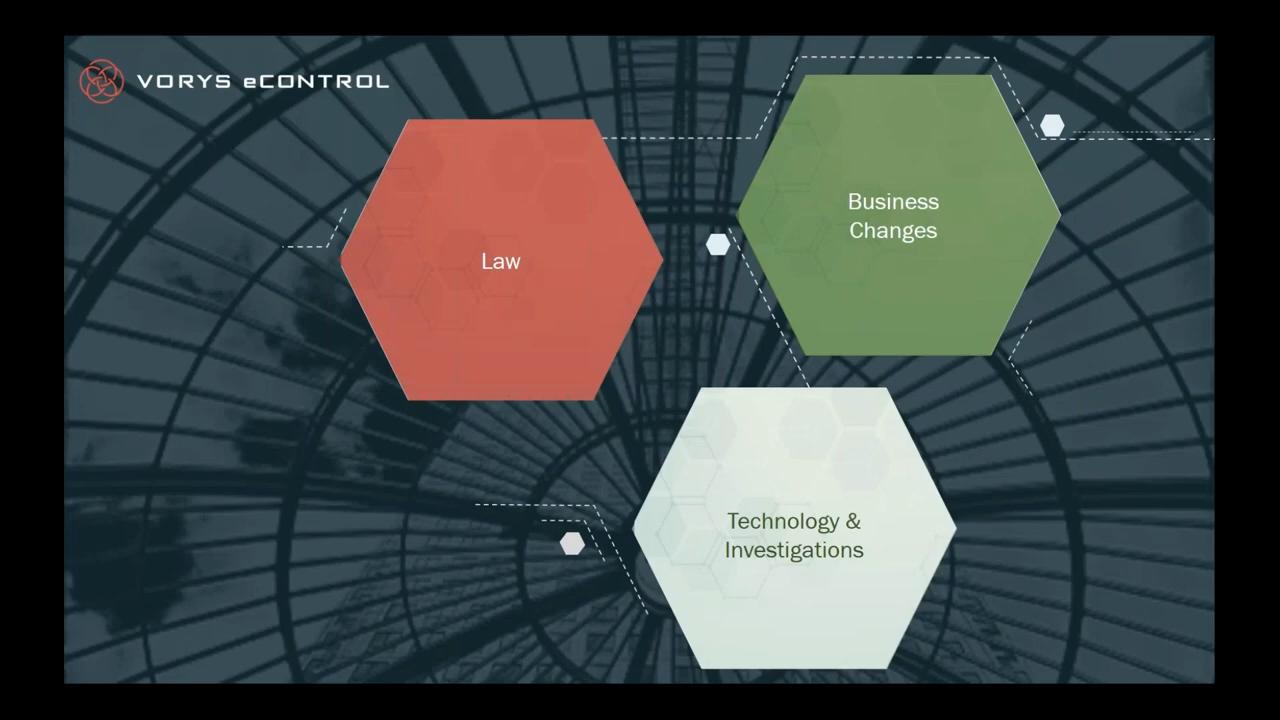 VORYS eCONTROL
Law
Business
Changes
Technology &
Investigations